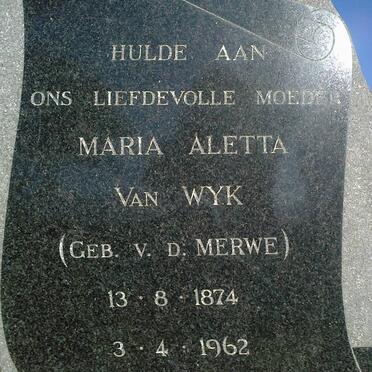 HULDE AAN
ONS LIEFDEVOLLE MOEDER
MARIA ALETTA
VAN WYK
(GEB. V. D. MERWE)
13 · 8 · 1874
3 · 4 · 1962